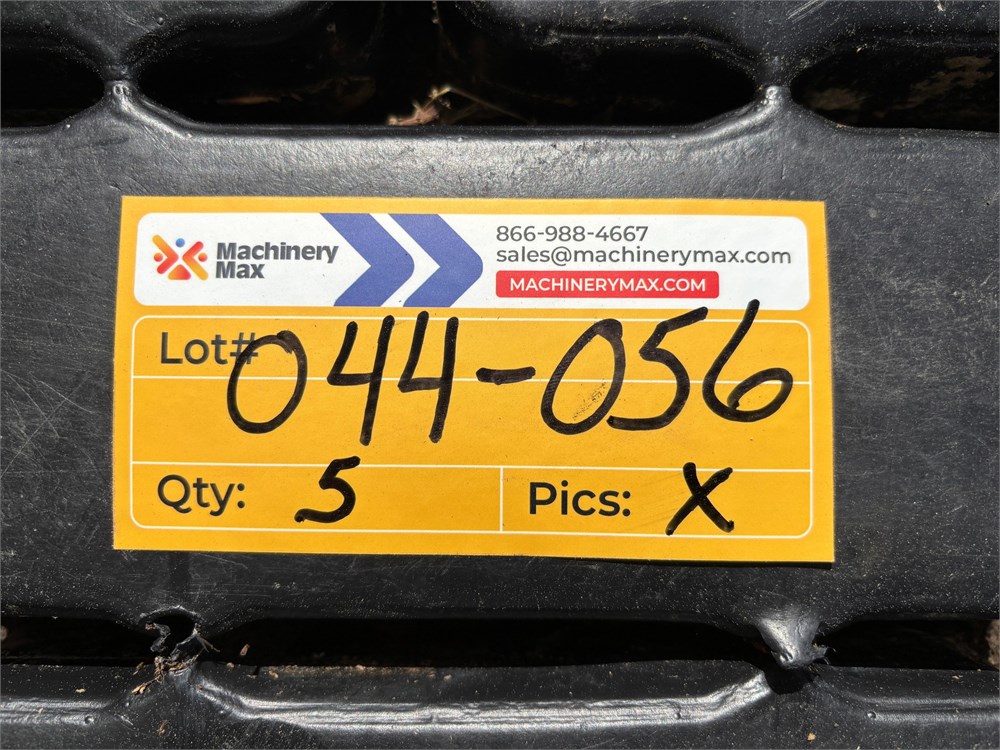 Machinery
Max
866-988-4667
sales@machinerymax.com
MACHINERYMAX.COM
Lot# 044-056
Qty: 5
Pics: X